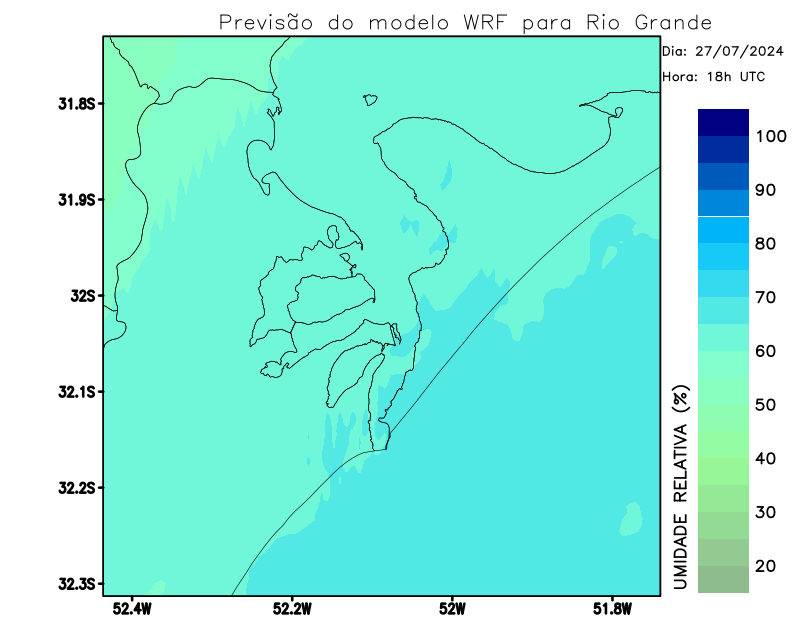 Previsão do modelo WRF para Rio Grande
Dia: 27/07/2024
Hora: 18h UTC
31.8S
31.9S
32S
32.1S
32.2S
32.3S
52.4W
52.2W
52W
51.8W
UMIDADE RELATIVA (%)
100
90
80
70
60
50
40
30
20